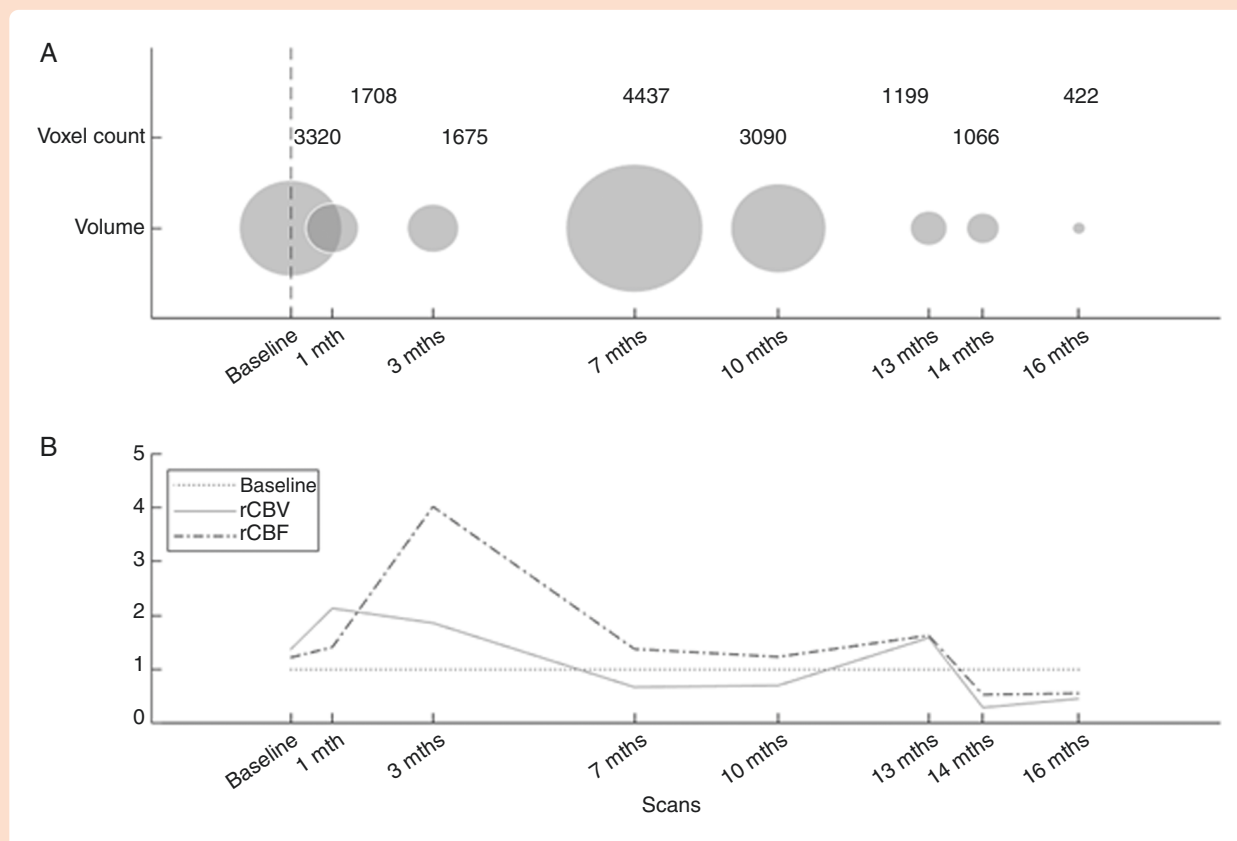 A
1708 4437 1199 422
Voxel count 3320 1675 3090 1066
Volume
Baseline 1 mth 3 mths 7 mths 10 mths 13 mths 14 mths 16 mths
B
5
Baseline
4
rCBV
rCBF
3
2
1
0
Baseline 1 mth 3 mths 7 mths 10 mths 13 mths 14 mths 16 mths
Scans